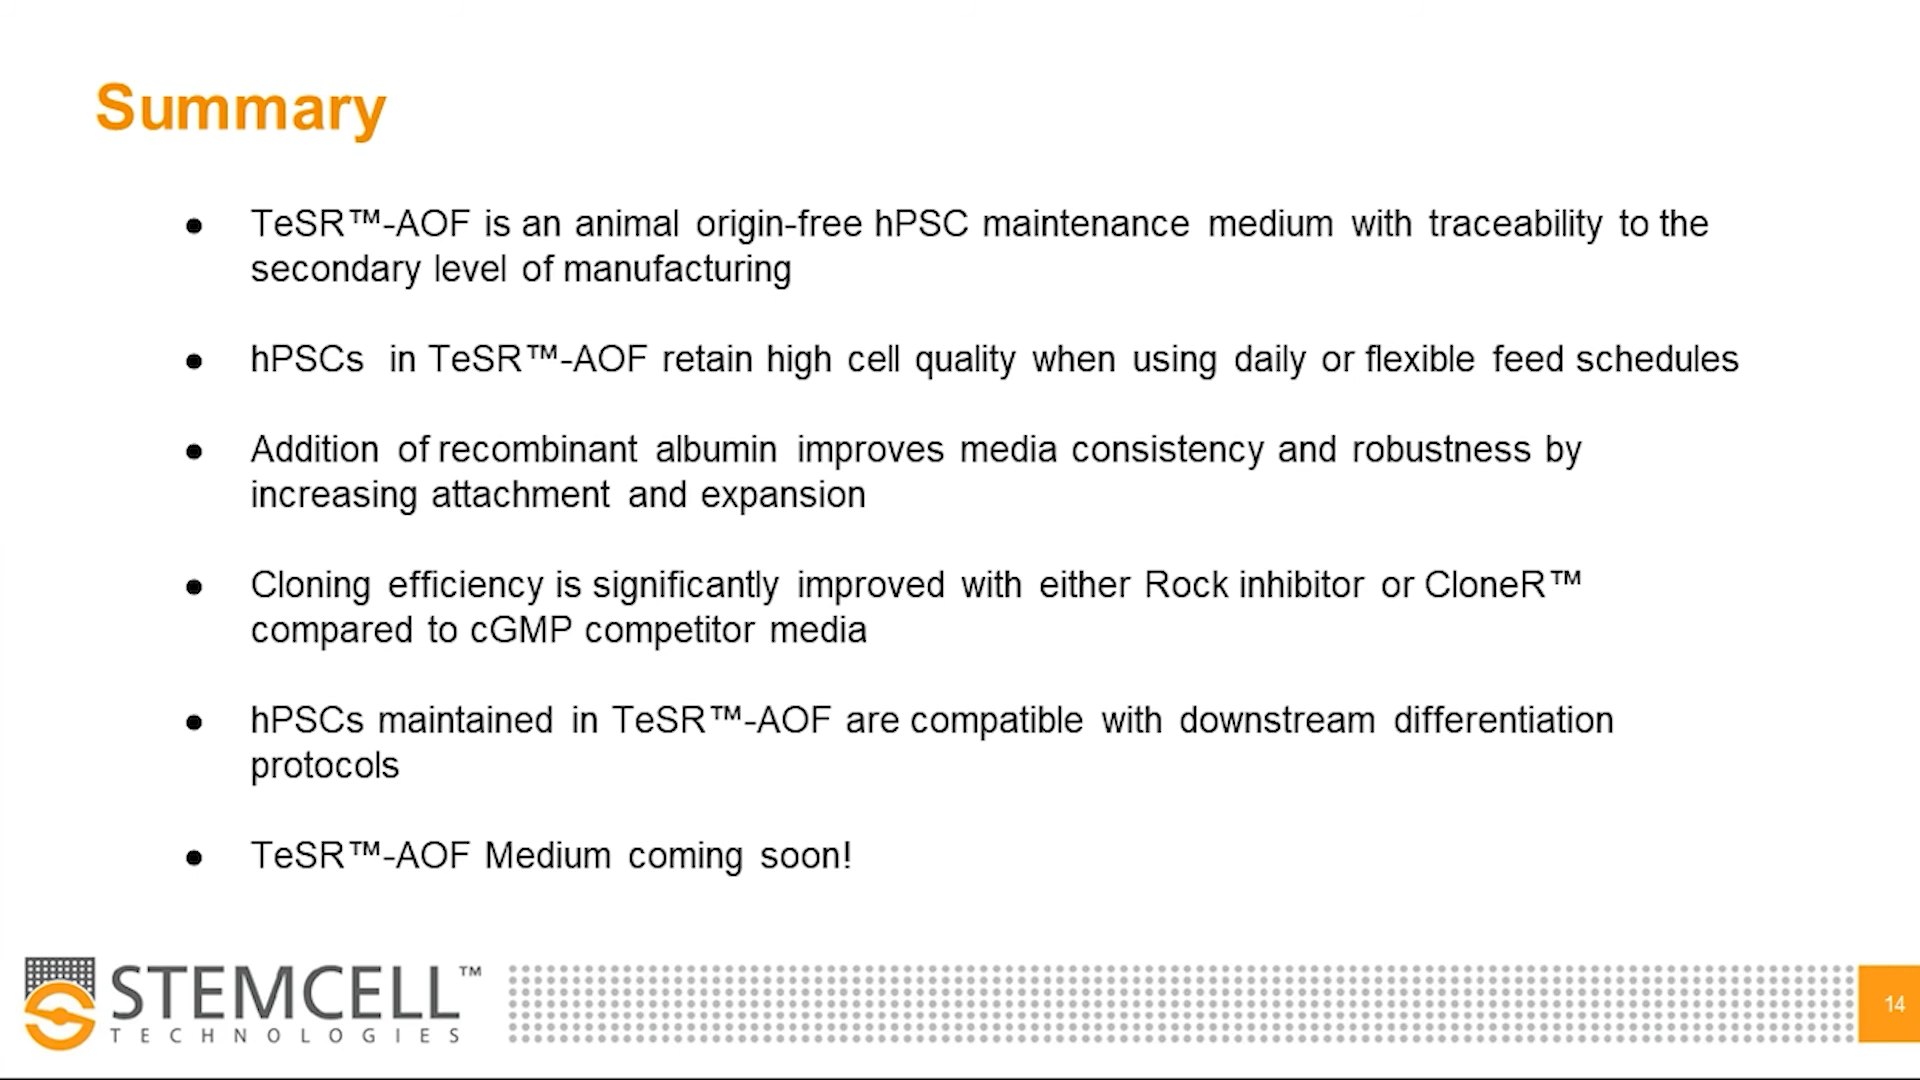 Summary
● TeSR™-AOF is an animal origin-free hPSC maintenance medium with traceability to the
secondary level of manufacturing
● hPSCs in TeSR™-AOF retain high cell quality when using daily or flexible feed schedules
● Addition of recombinant albumin improves media consistency and robustness by
increasing attachment and expansion
● Cloning efficiency is significantly improved with either Rock inhibitor or CloneR™
compared to cGMP competitor media
● hPSCs maintained in TeSR™-AOF are compatible with downstream differentiation
protocols
● TeSR™-AOF Medium coming soon!
STEMCELL™
TECHNOLOGIES
14